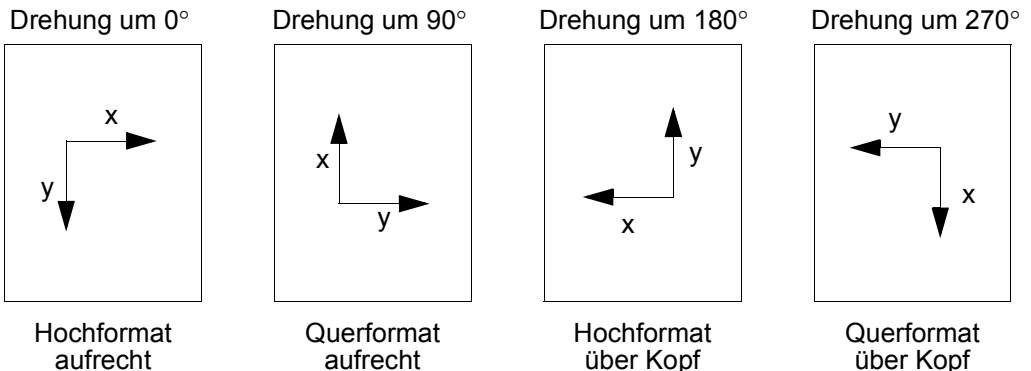 Drehung um 0° Drehung um 90° Drehung um 180° Drehung um 270°
x
y
x
y
y
x
y
x
Hochformat Querformat Hochformat Querformat
aufrecht aufrecht über Kopf über Kopf